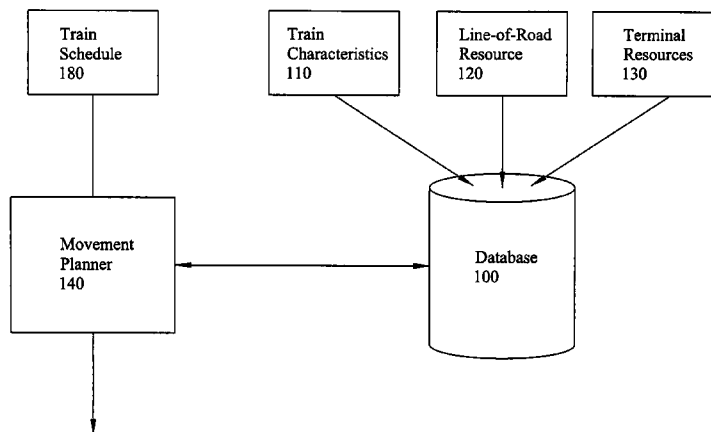 Train
Schedule
180
Train
Characteristics
110
Line-of-Road
Resource
120
Terminal
Resources
130
Movement
Planner
140
Database
100